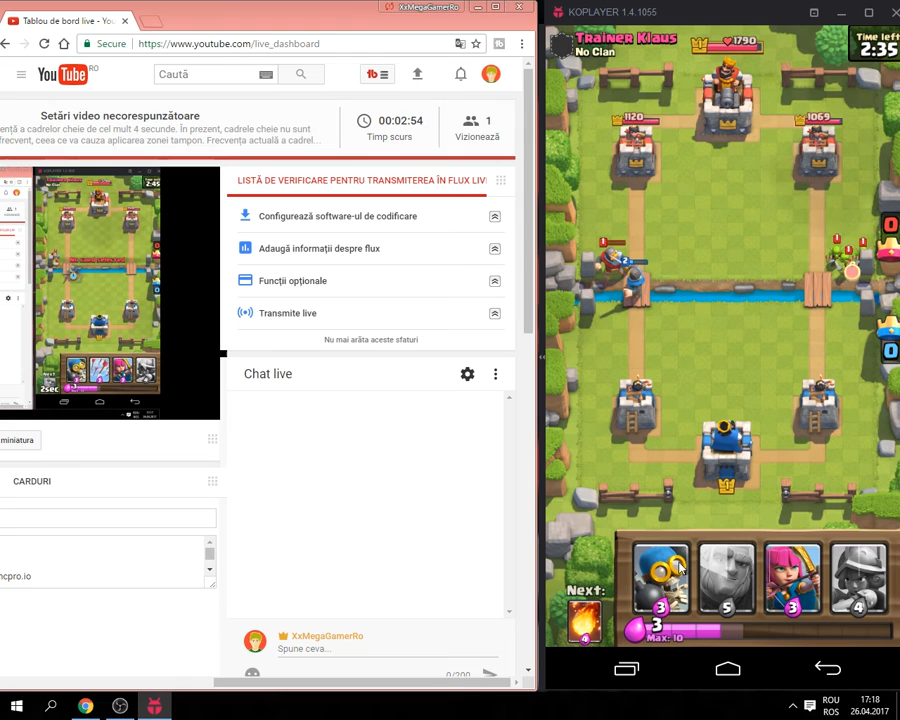 Tablou de bord live - You
XxMegaGamerRo
Secure
https://www.youtube.com/live_dashboard
YouTube RO
Caută
Setări video necorespunzătoare
ența a cadrelor cheie de cel mult 4 secunde. În prezent, cadrele cheie nu sunt
frecvent, ceea ce va cauza aplicarea zonei tampon. Frecvența actuală a cadrel...
00:02:54
Timp scurs
1
Vizionează
LISTĂ DE VERIFICARE PENTRU TRANSMITEREA ÎN FLUX LIV
Configurează software-ul de codificare
Adaugă informații despre flux
Funcții opționale
Transmite live
Nu mai arăta aceste sfaturi
Chat live
miniatura
CARDURI
ncpro.io
XxMegaGamerRo
Spune ceva...
0/200
KOPLAYER 1.4.1055
Trainer Klaus
No Clan
1790
Time left
2:35
1120
1069
2
0
0
3
5
3
4
Next:
4
3
Max: 10
ROU
ROS
17:18
26.04.2017